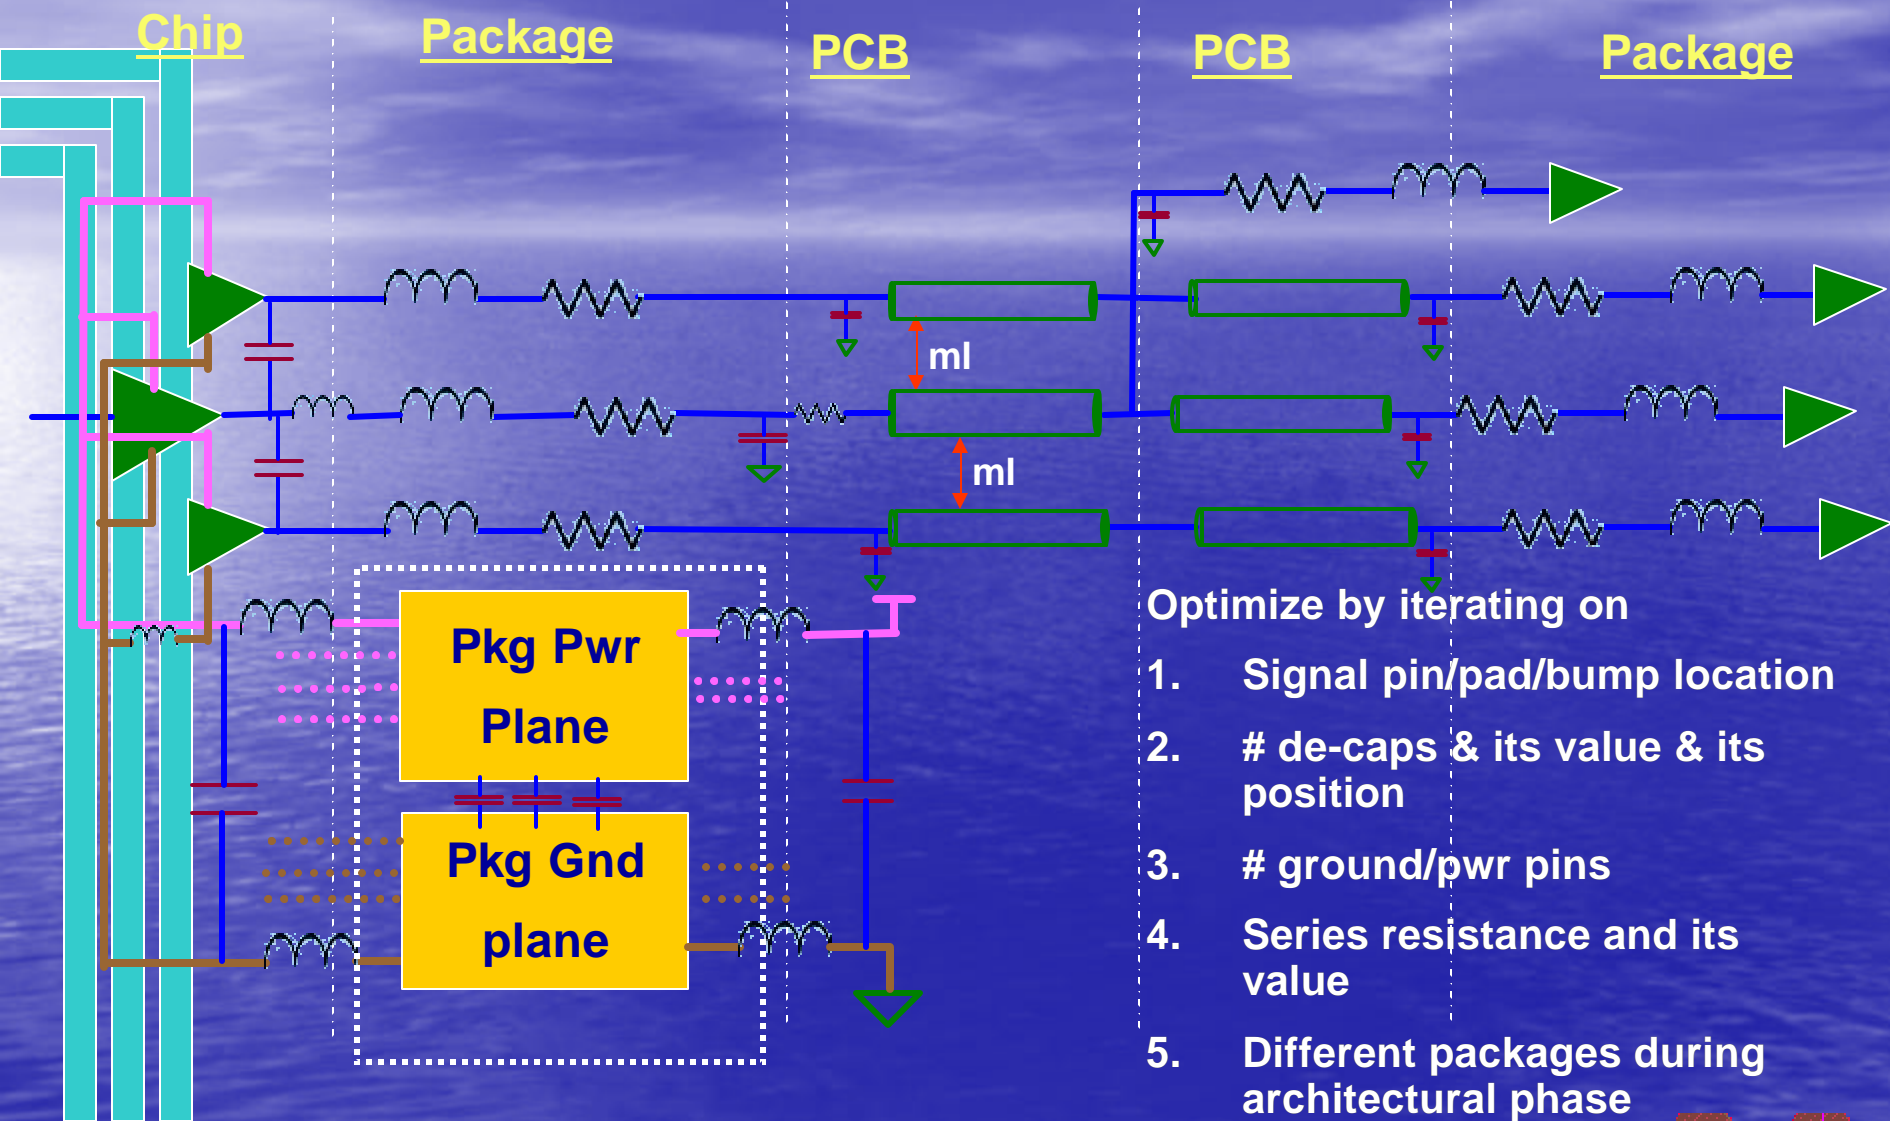 Chip
Package
PCB
PCB
Package
ml
ml
Pkg Pwr
Plane
Pkg Gnd
plane
Optimize by iterating on
1. Signal pin/pad/bump location
2. # de-caps & its value & its
position
3. # ground/pwr pins
4. Series resistance and its
value
5. Different packages during
architectural phase